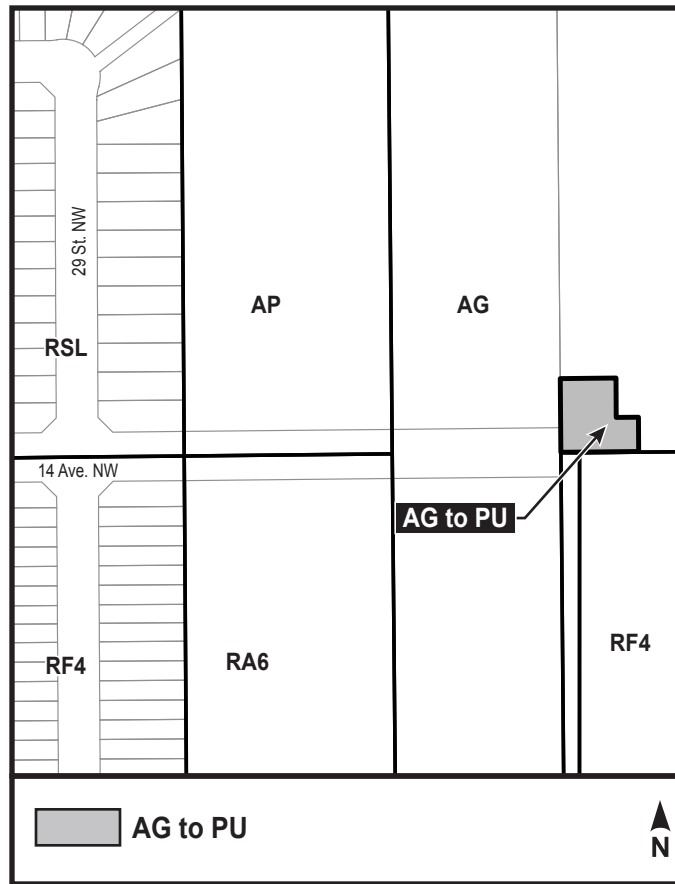 29 St. NW
AP
AG
RSL
14 Ave. NW
AG to PU
RF4
RA6
RF4
AG to PU
N